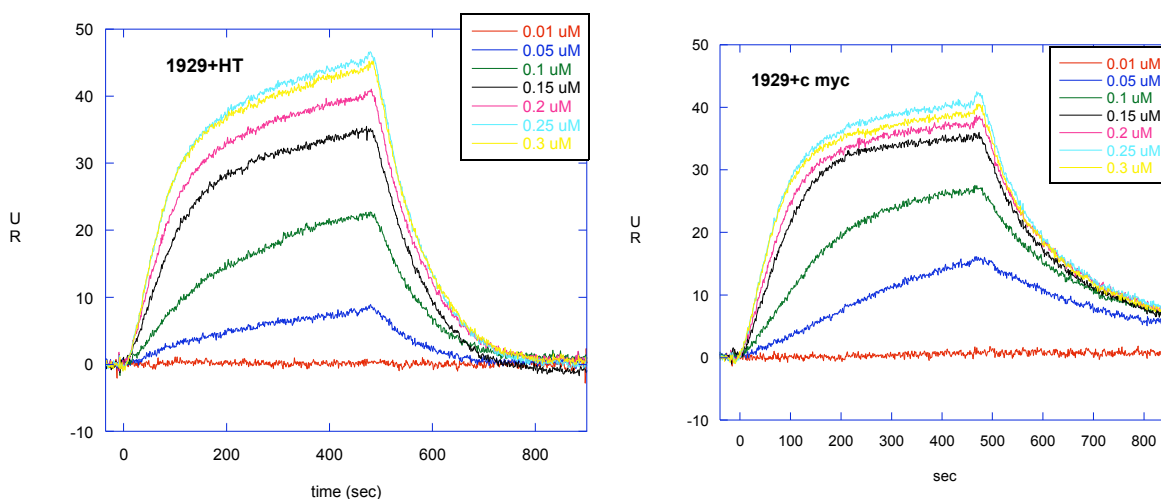 50
40
30
20
10
0
-10
U
R
1929+HT
0.01 uM
0.05 uM
0.1 uM
0.15 uM
0.2 uM
0.25 uM
0.3 uM
0 200 400 600 800
time (sec)
50
40
30
20
10
0
-10
U
R
1929+c myc
0.01 uM
0.05 uM
0.1 uM
0.15 uM
0.2 uM
0.25 uM
0.3 uM
0 100 200 300 400 500 600 700 800
sec